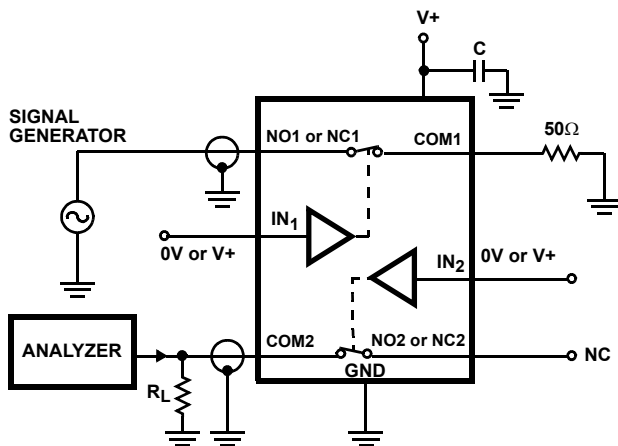 V+
C
SIGNAL
GENERATOR
NO1 or NC1
COM1
50Ω
IN1
0V or V+
IN2
0V or V+
ANALYZER
COM2
NO2 or NC2
NC
GND
RL